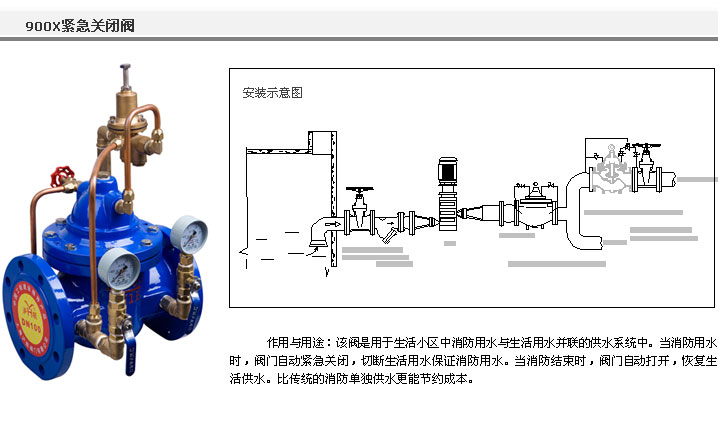 900X紧急关闭阀
安装示意图
DN100
作用与用途：该阀是用于生活小区中消防用水与生活用水并联的供水系统中。当消防用水
时，阀门自动紧急关闭，切断生活用水保证消防用水。当消防结束时，阀门自动打开，恢复生
活供水。比传统的消防单独供水更能节约成本。